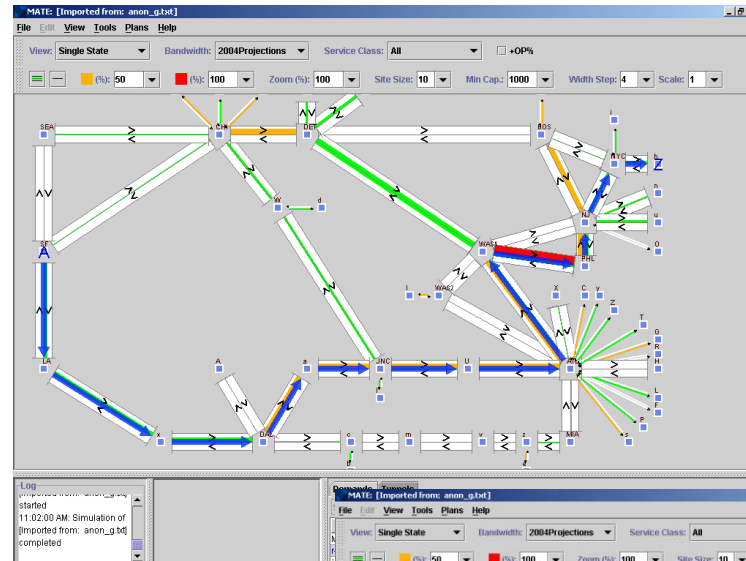 MATE: [Imported from: anon_g.txt]
File Edit View Tools Plans Help
View: Single State Bandwidth: 2004Projections Service Class: All +OP%
(%): 50 (%): 100 Zoom (%): 100 Site Size: 10 Min Cap.: 1000 Width Step: 4 Scale: 1
SEA CHI DET BOS
i
NYC
Z
n
W d NJ u
SF
A
WAS1 O
PHL
I WAS2 X C y
Z
T
G
R
LA A a JNC U H
L
F
P
x DAL o m v z MIA s
Log
started
11:02:00 AM: Simulation of
[Imported from: anon_g.txt]
completed
Demands Tunnels
MATE: [Imported from: anon_g.txt]
File Edit View Tools Plans Help
View: Single State Bandwidth: 2004Projections Service Class: All
(%): 50 (%): 100 Zoom (%): 100 Site Size: 10